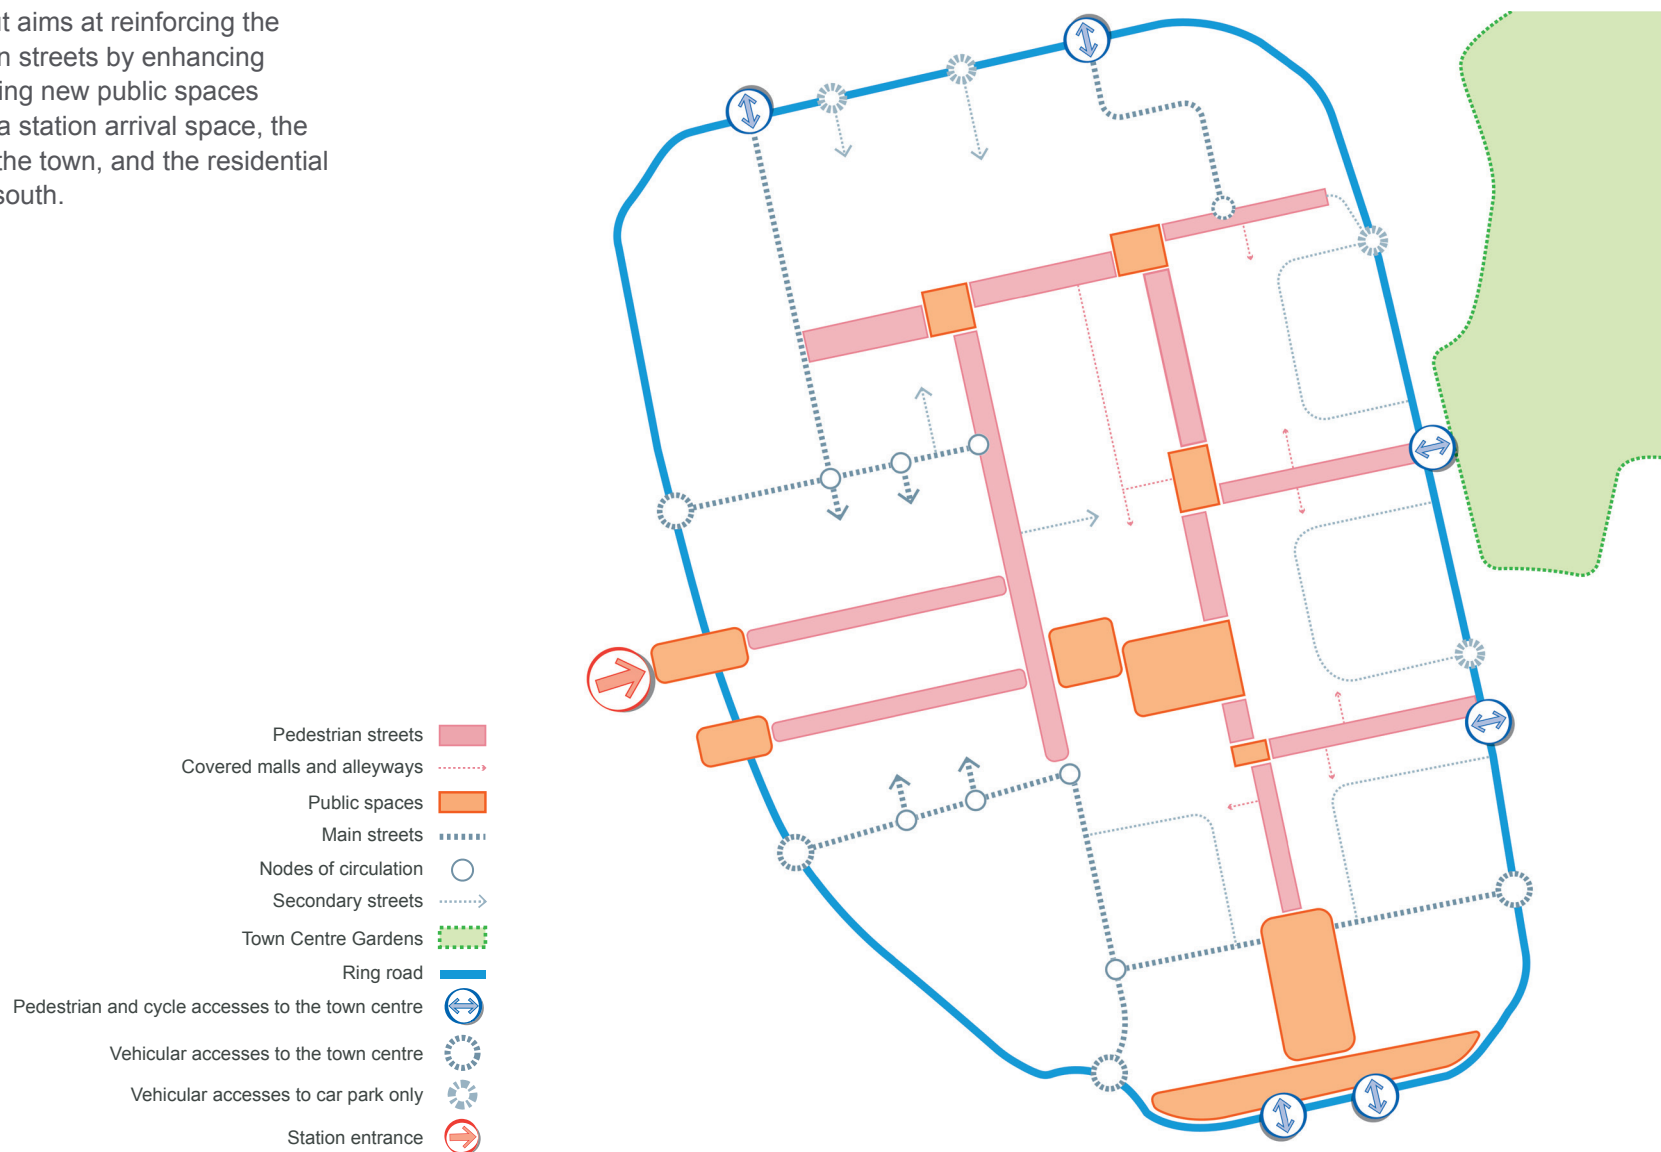 ut aims at reinforcing the
n streets by enhancing
ing new public spaces
a station arrival space, the
the town, and the residential
south.
Pedestrian streets
Covered malls and alleyways
Public spaces
Main streets
Nodes of circulation
Secondary streets
Town Centre Gardens
Ring road
Pedestrian and cycle accesses to the town centre
Vehicular accesses to the town centre
Vehicular accesses to car park only
Station entrance